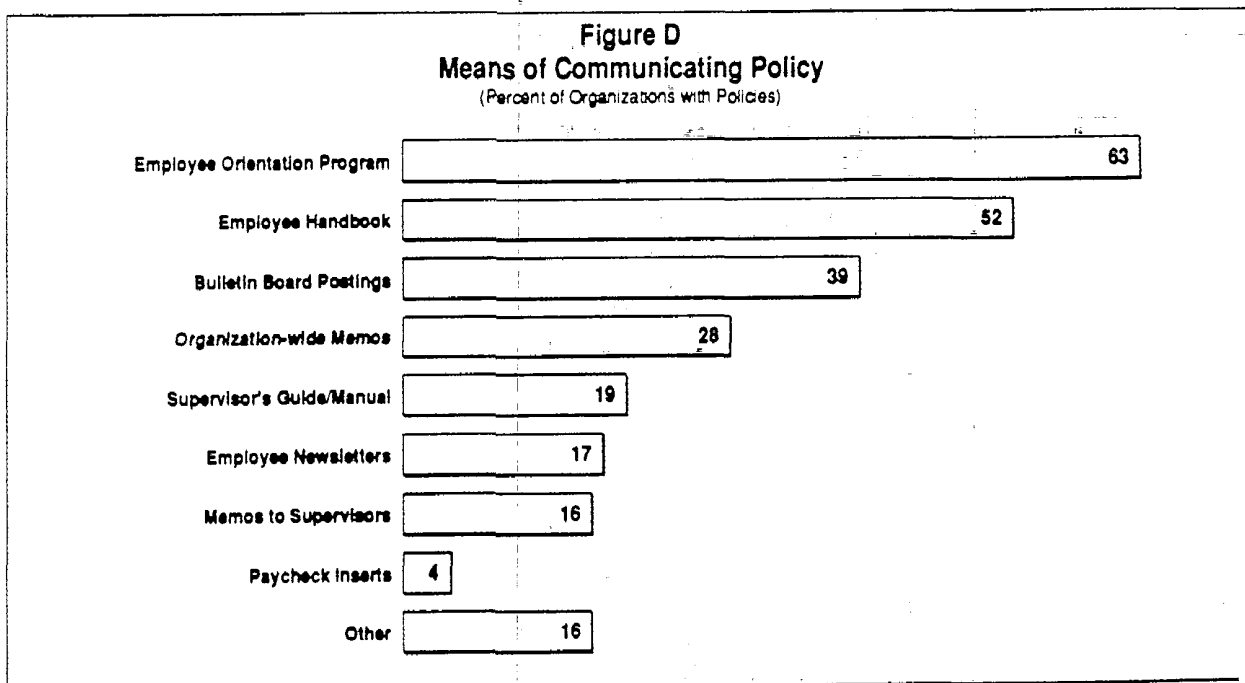 Figure D
Means of Communicating Policy
(Percent of Organizations with Policies)
Employee Orientation Program 63
Employee Handbook 52
Bulletin Board Postings 39
Organization-wide Memos 28
Supervisor's Guide/Manual 19
Employee Newsletters 17
Memos to Supervisors 16
Paycheck Inserts 4
Other 16